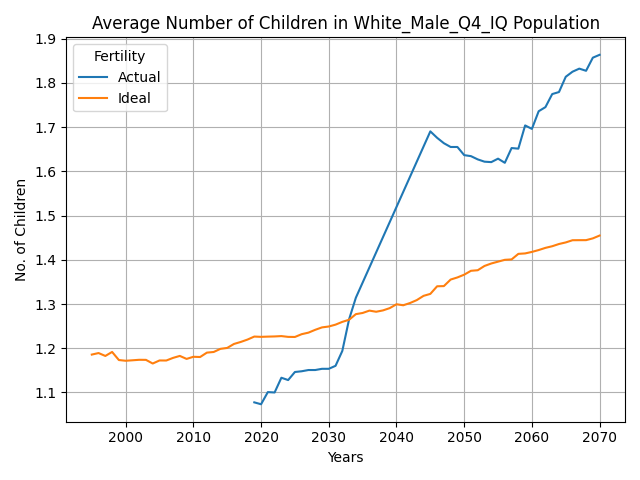 Average Number of Children in White_Male_Q4_IQ Population
Fertility
Actual
Ideal
No. of Children
1.9
1.8
1.7
1.6
1.5
1.4
1.3
1.2
1.1
2000 2010 2020 2030 2040 2050 2060 2070
Years